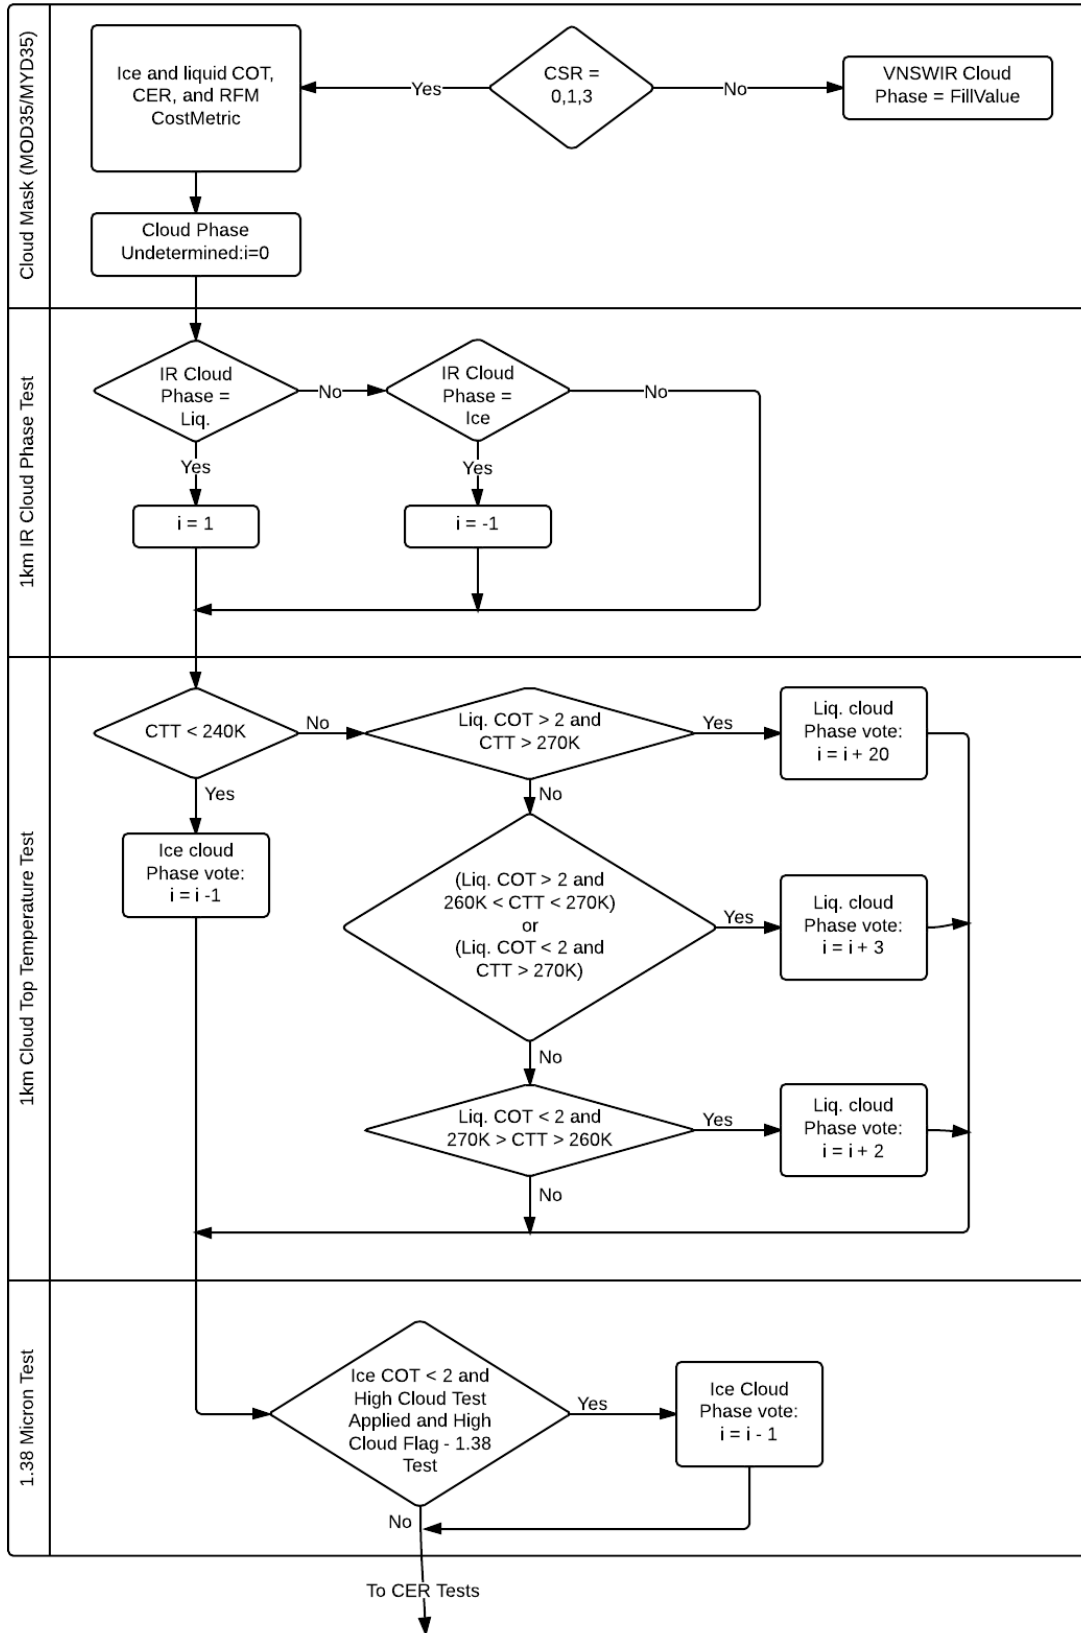 Cloud Mask (MOD35/MYD35)
Ice and liquid COT,
CER, and RFM
CostMetric
Yes
CSR =
0,1,3
No
VNSWIR Cloud
Phase = FillValue
Cloud Phase
Undetermined:i=0
1km IR Cloud Phase Test
IR Cloud
Phase =
Liq.
No
IR Cloud
Phase =
Ice
No
Yes
Yes
i = 1
i = -1
1km Cloud Top Temperature Test
CTT < 240K
No
Liq. COT > 2 and
CTT > 270K
Yes
Liq. cloud
Phase vote:
i = i + 20
Yes
No
Ice cloud
Phase vote:
i = i -1
(Liq. COT > 2 and
260K < CTT < 270K)
or
(Liq. COT < 2 and
CTT > 270K)
Yes
Liq. cloud
Phase vote:
i = i + 3
No
Liq. COT < 2 and
270K > CTT > 260K
Yes
Liq. cloud
Phase vote:
i = i + 2
No
1.38 Micron Test
Ice COT < 2 and
High Cloud Test
Applied and High
Cloud Flag - 1.38
Test
Yes
Ice Cloud
Phase vote:
i = i - 1
No
To CER Tests